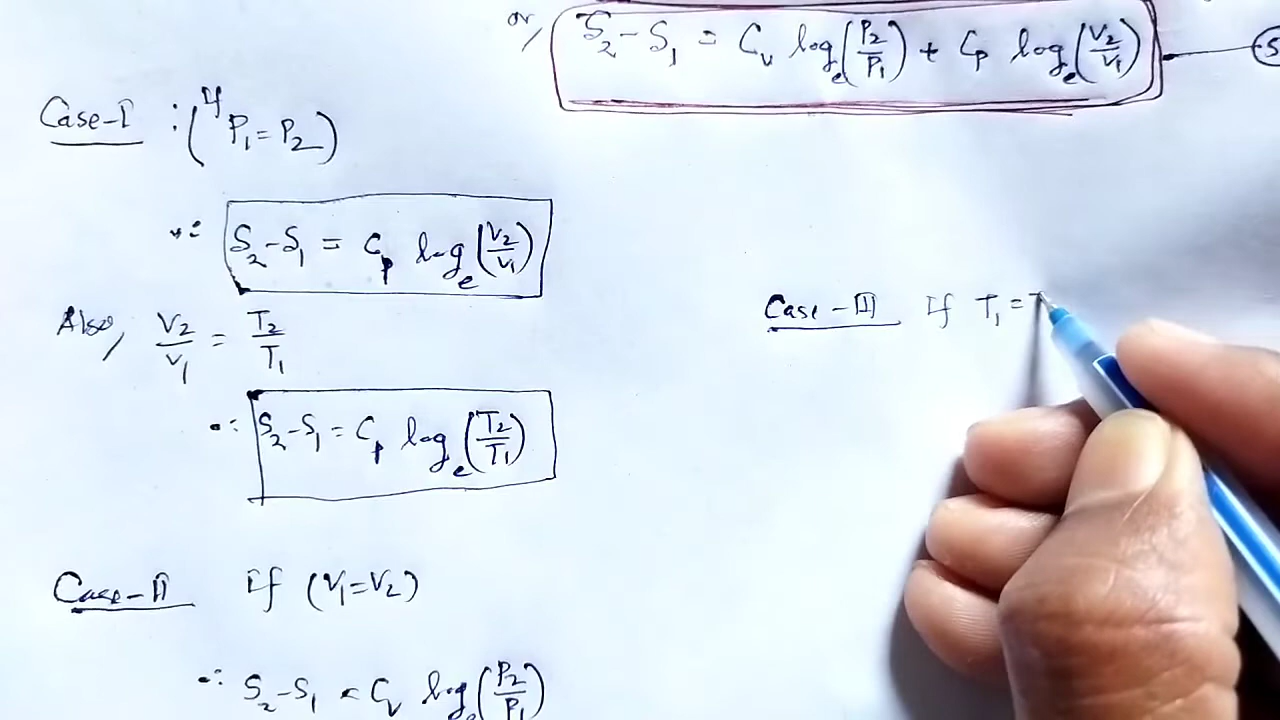 or, S₂-S₁ = Cᵥ logₑ(P₂/P₁) + Cₚ logₑ(V₂/V₁)
Case-I : (If P₁ = P₂)
∵ S₂-S₁ = Cₚ logₑ(V₂/V₁)
Also, V₂/V₁ = T₂/T₁
∴ S₂-S₁ = Cₚ logₑ(T₂/T₁)
Case-II If (V₁=V₂)
∴ S₂-S₁ = Cᵥ logₑ(P₂/P₁)
Case-III If T₁ = T